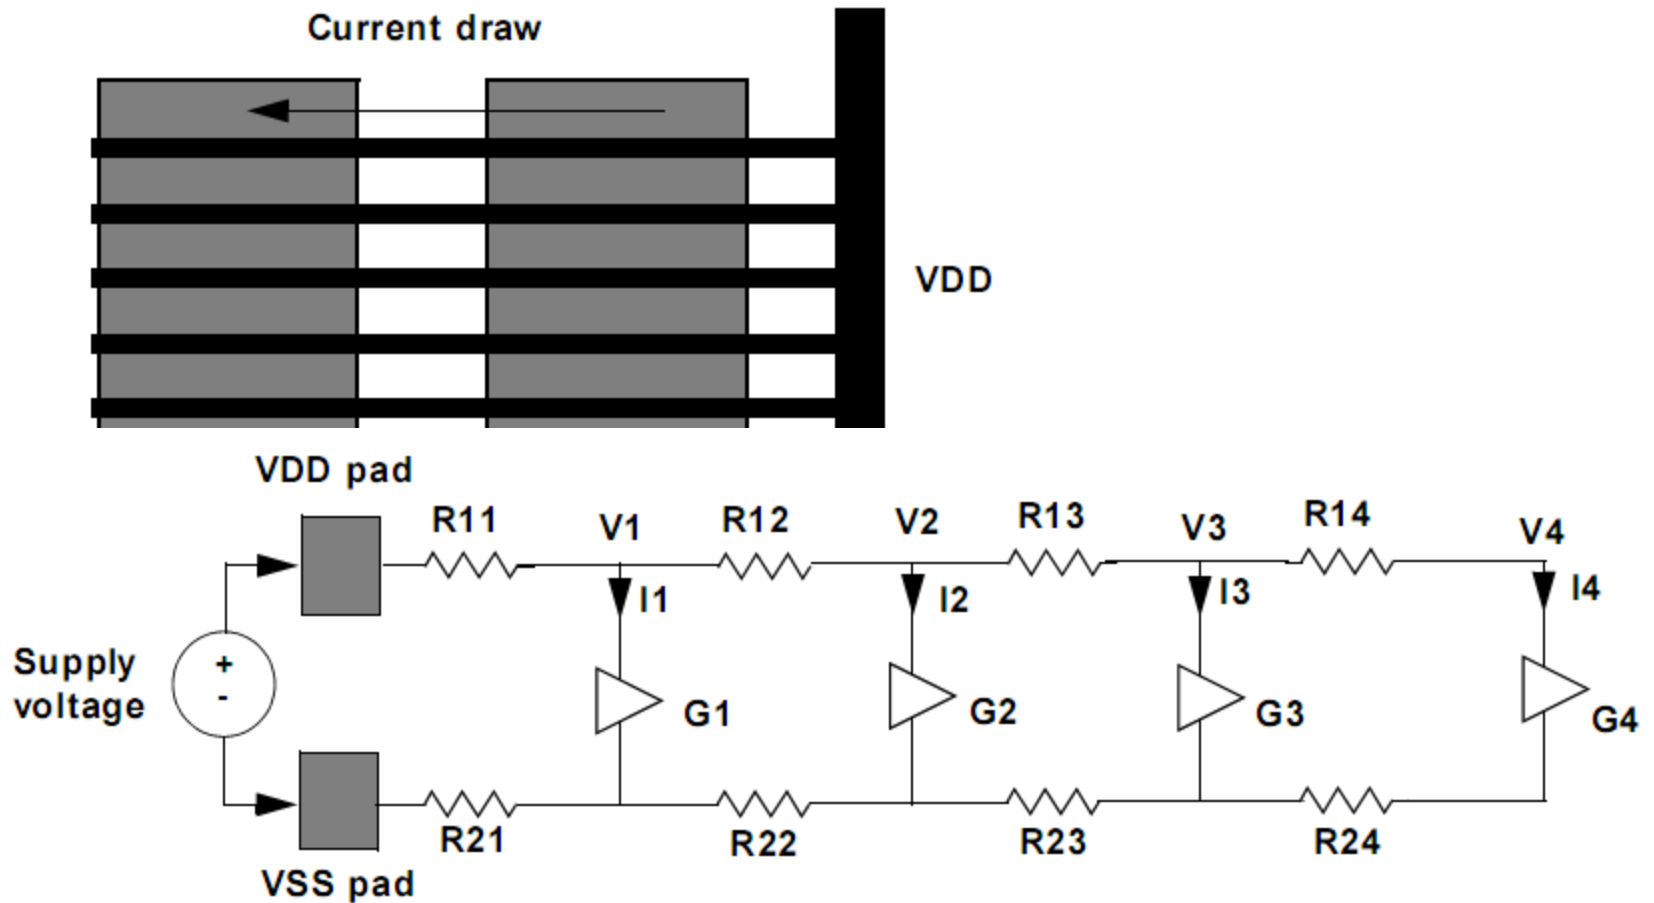 Current draw
VDD
VDD pad
R11
V1
R12
V2
R13
V3
R14
V4
I1
I2
I3
I4
Supply
voltage
+
-
G1
G2
G3
G4
R21
R22
R23
R24
VSS pad